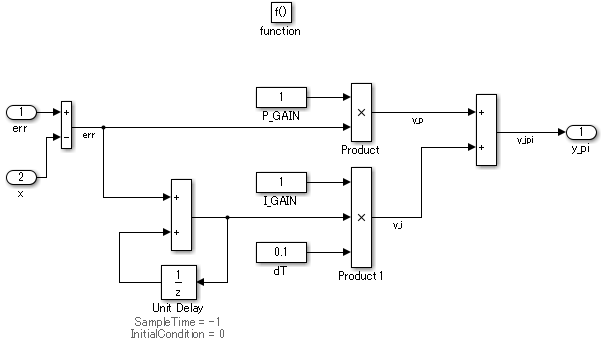 f()
function
1
P_GAIN
1
err
+
−
err
×
Product
v_p
+
+
v_pi
1
y_pi
2
x
1
I_GAIN
+
+
×
v_i
0.1
dT
Product 1
1
z
Unit Delay
SampleTime = -1
InitialCondition = 0